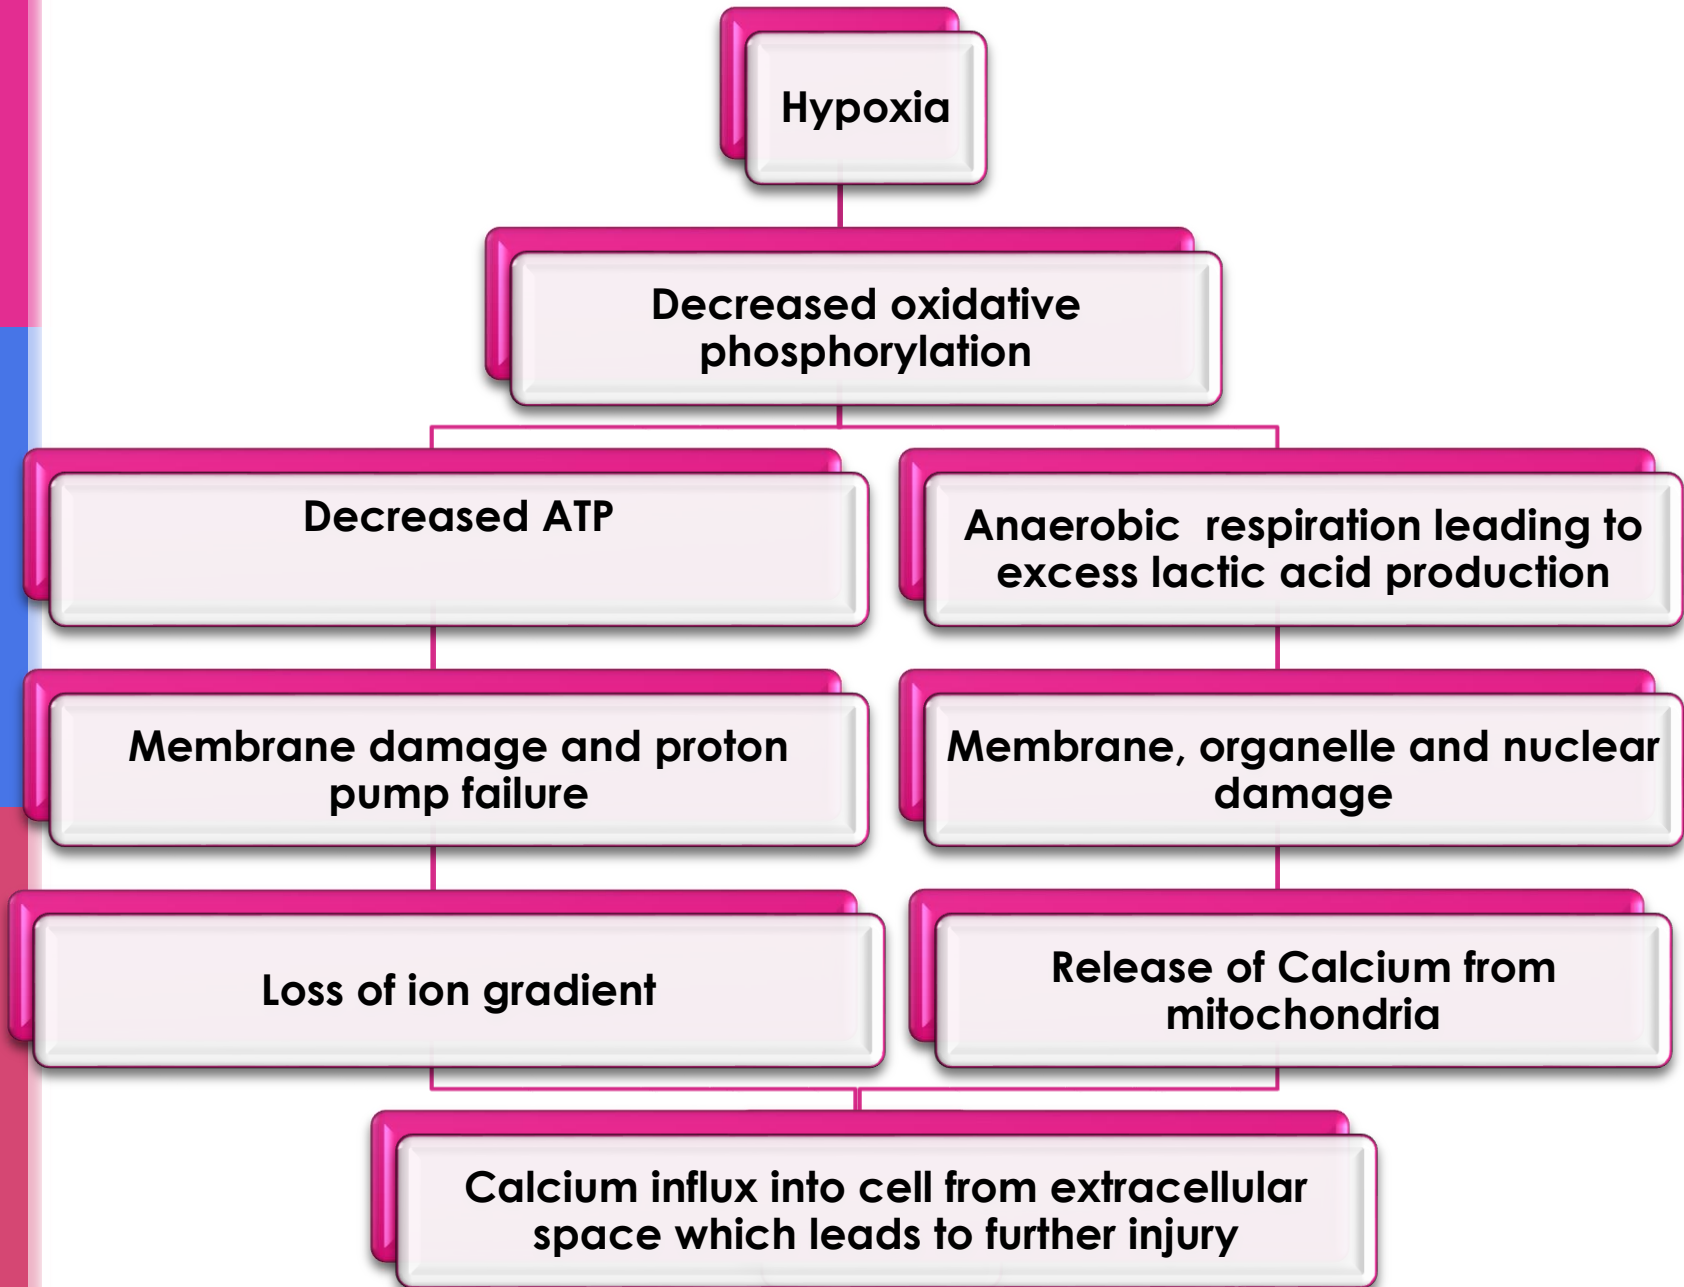 Hypoxia
Decreased oxidative
phosphorylation
Decreased ATP
Anaerobic  respiration leading to
excess lactic acid production
Membrane damage and proton
pump failure
Membrane, organelle and nuclear
damage
Loss of ion gradient
Release of Calcium from
mitochondria
Calcium influx into cell from extracellular
space which leads to further injury